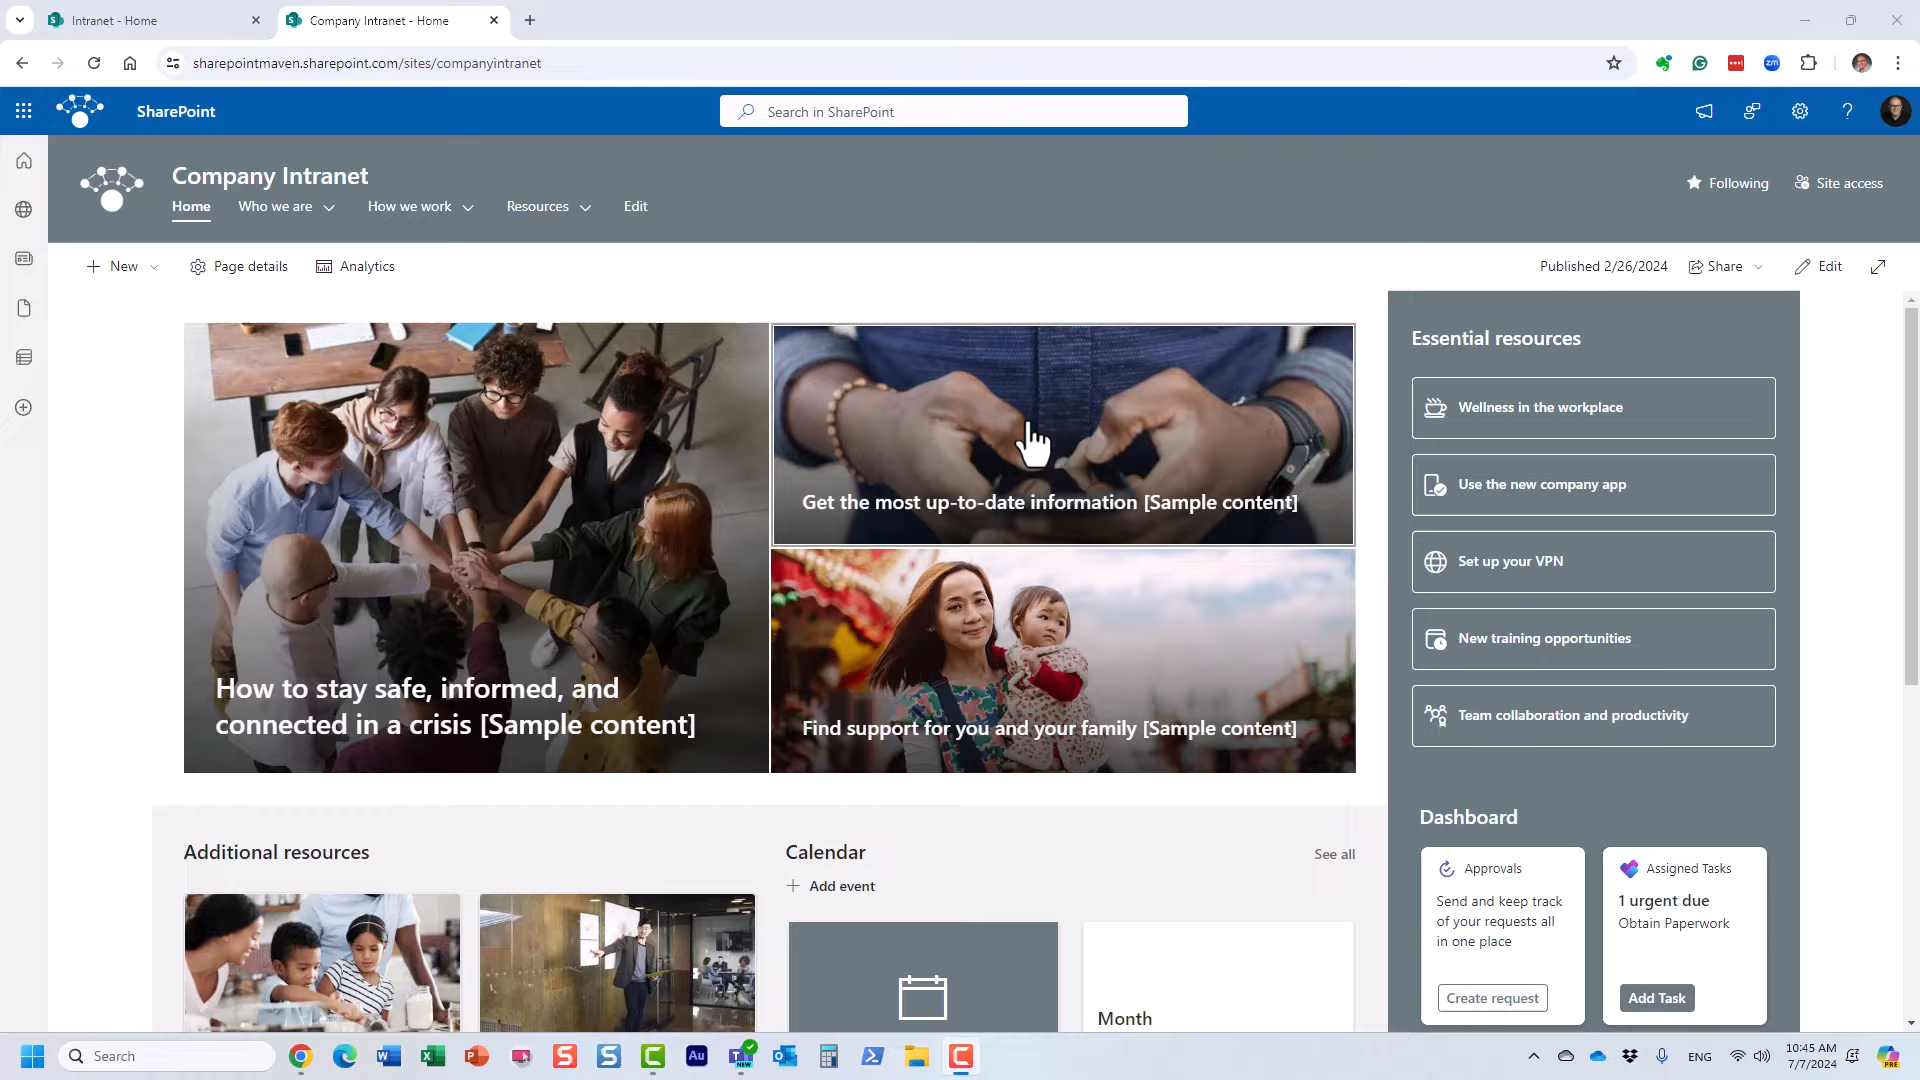 Intranet - Home
Company Intranet - Home
sharepointmaven.sharepoint.com/sites/companyintranet
zm
SharePoint
Search in SharePoint
Company Intranet
Home
Who we are
How we work
Resources
Edit
Following
Site access
New
Page details
Analytics
Published 2/26/2024
Share
Edit
Get the most up-to-date information [Sample content]
How to stay safe, informed, and
connected in a crisis [Sample content]
Find support for you and your family [Sample content]
Essential resources
Wellness in the workplace
Use the new company app
Set up your VPN
New training opportunities
Team collaboration and productivity
Additional resources
Calendar
See all
Add event
Month
Dashboard
Approvals
Send and keep track
of your requests all
in one place
Create request
Assigned Tasks
1 urgent due
Obtain Paperwork
Add Task
Search
Au
NEW
ENG
10:45 AM
7/7/2024
PRE